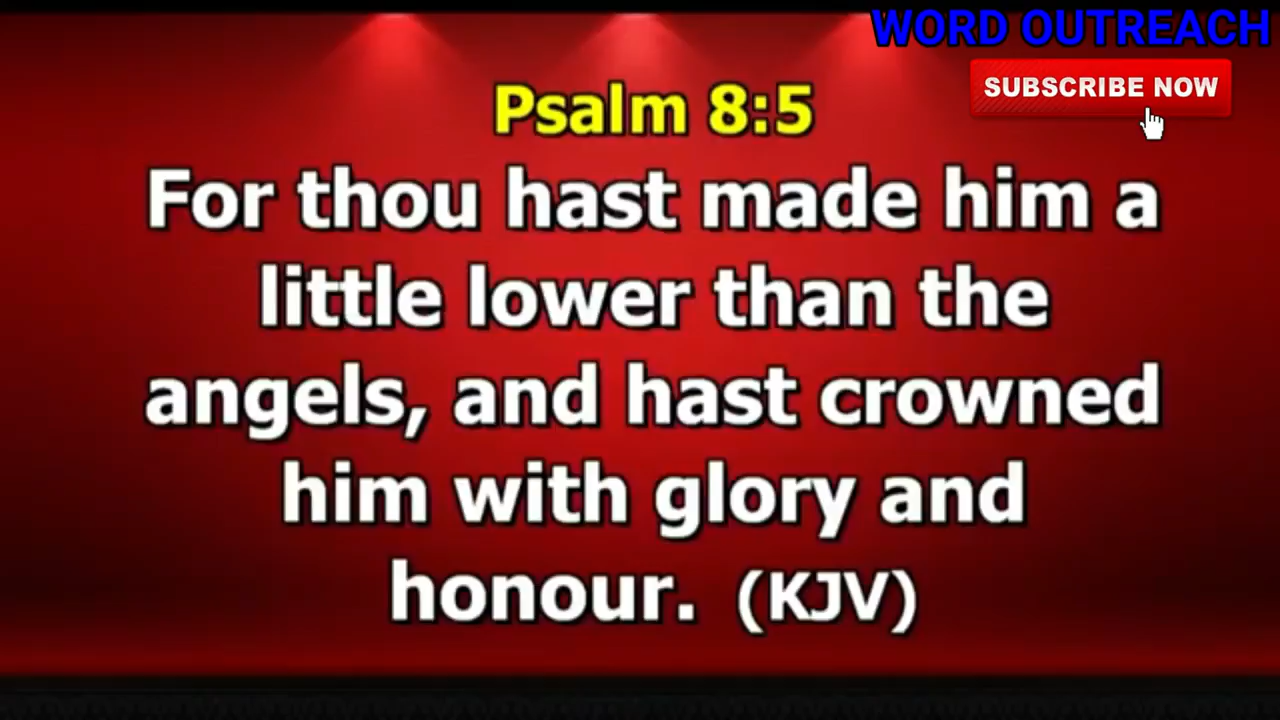 WORD OUTREACH
SUBSCRIBE NOW
Psalm 8:5
For thou hast made him a
little lower than the
angels, and hast crowned
him with glory and
honour. (KJV)